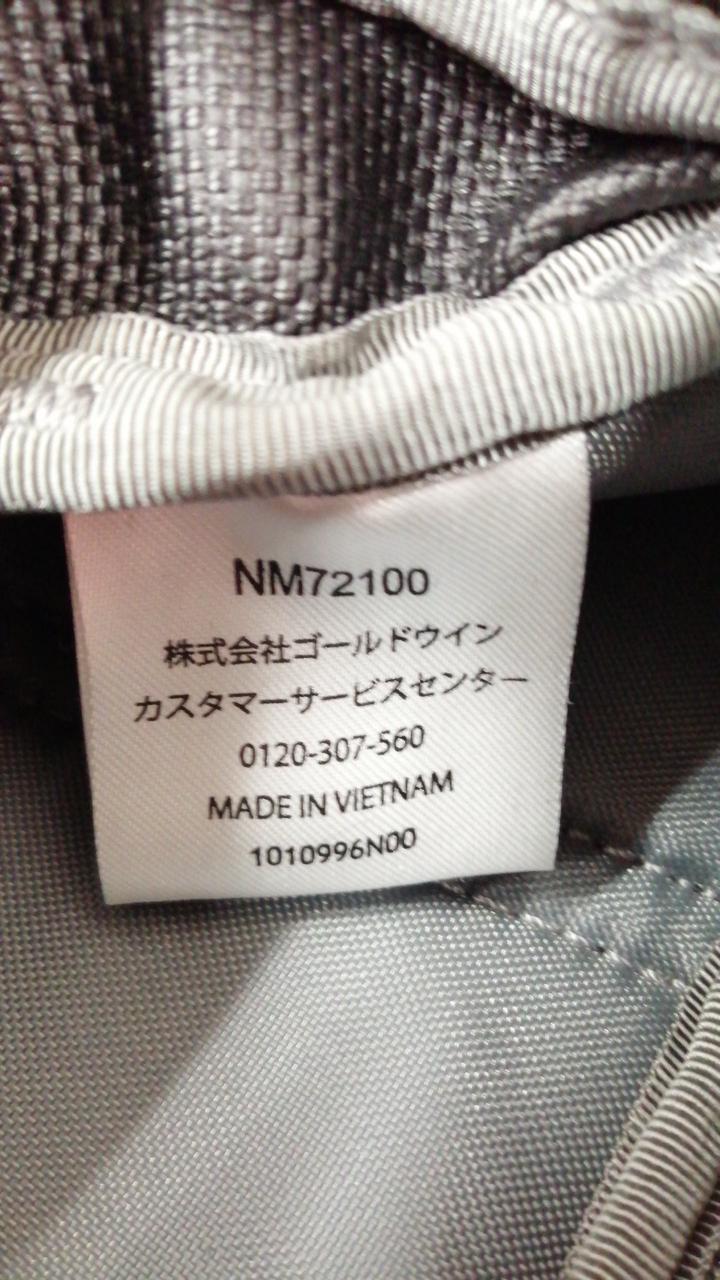 NM72100
株式会社ゴールドウイン
カスタマーサービスセンター
0120-307-560
MADE IN VIETNAM
1010996N00